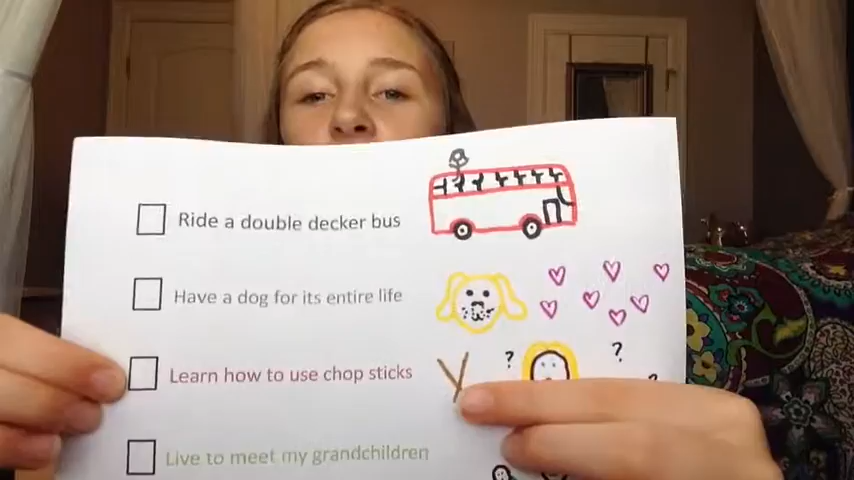 Ride a double decker bus
Have a dog for its entire life
Learn how to use chop sticks
? ? ?
Live to meet my grandchildren